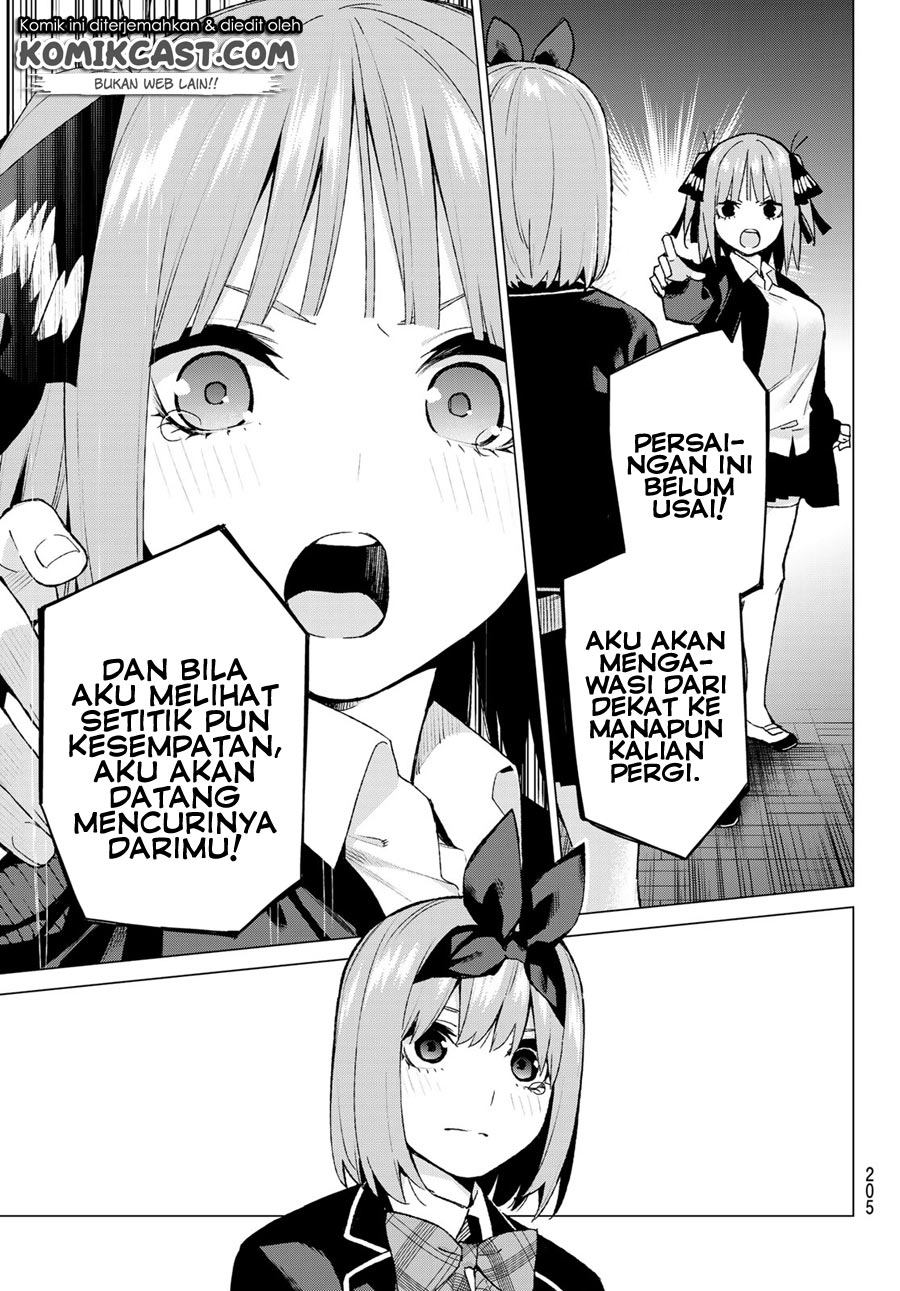 Komik ini diterjemahkan & diedit oleh
KOMIKCAST.COM
BUKAN WEB LAIN!!
PERSAI-
NGAN INI
BELUM
USAI!
AKU AKAN
MENGA-
WASI DARI
DEKAT KE
MANAPUN
KALIAN
PERGI.
DAN BILA
AKU MELIHAT
SETITIK PUN
KESEMPATAN,
AKU AKAN
DATANG
MENCURINYA
DARIMU!
205